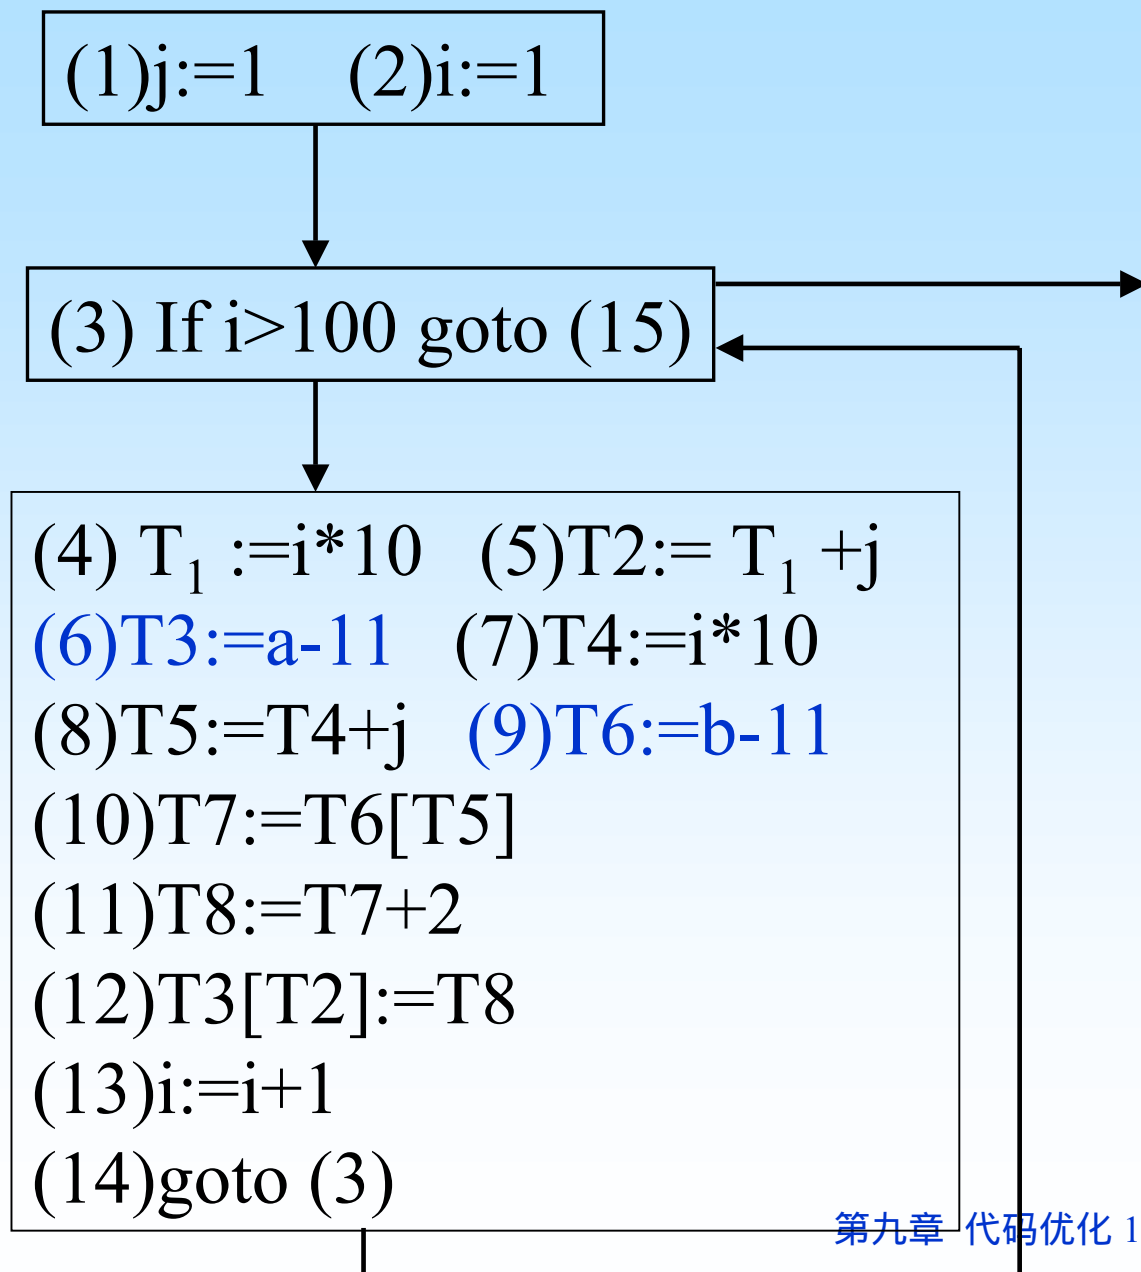 (1)j:=1 (2)i:=1
(3) If i>100 goto (15)
(4) T₁ :=i*10 (5)T2:= T₁ +j
(6)T3:=a-11 (7)T4:=i*10
(8)T5:=T4+j (9)T6:=b-11
(10)T7:=T6[T5]
(11)T8:=T7+2
(12)T3[T2]:=T8
(13)i:=i+1
(14)goto (3)
第九章 代码优化 1